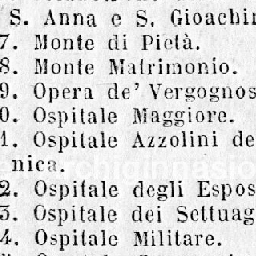 S. Anna e S. Gioachin
7. Monte di Pietà.
8. Monte Matrimonio.
9. Opera de' Vergognos
0. Ospitale Maggiore.
1. Ospitale Azzolini de
nica.
2. Ospitale degli Espos
3. Ospitale dei Settuag
4. Ospitale Militare.